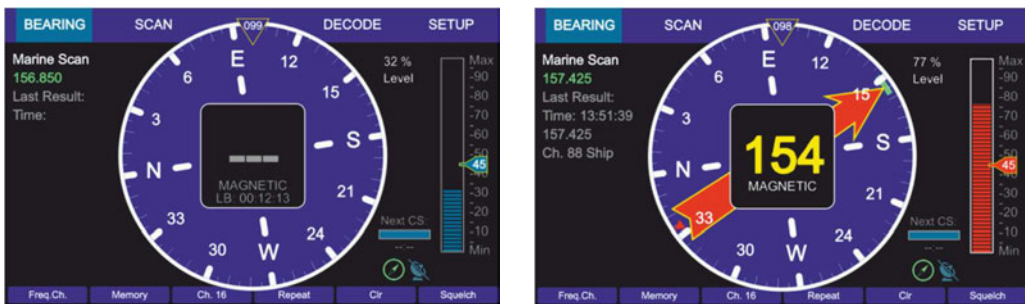 BEARING SCAN 099 DECODE SETUP
Marine Scan
156.850
Last Result:
Time:
32 %
Level
E
12
15
S
21
24
W
30
33
N
3
6
---
MAGNETIC
LB: 00:12:13
Max
-90
-80
-70
-60
-50
45
-30
-20
-10
Min
Next CS:
--:--
Freq.Ch. Memory Ch. 16 Repeat Clr Squelch
BEARING SCAN 098 DECODE SETUP
Marine Scan
157.425
Last Result:
Time: 13:51:39
157.425
Ch. 88 Ship
77 %
Level
E
12
15
S
21
24
W
30
33
N
3
6
154
MAGNETIC
Max
-90
-80
-70
-60
-50
45
-30
-20
-10
Min
Next CS:
--:--
Freq.Ch. Memory Ch. 16 Repeat Clr Squelch